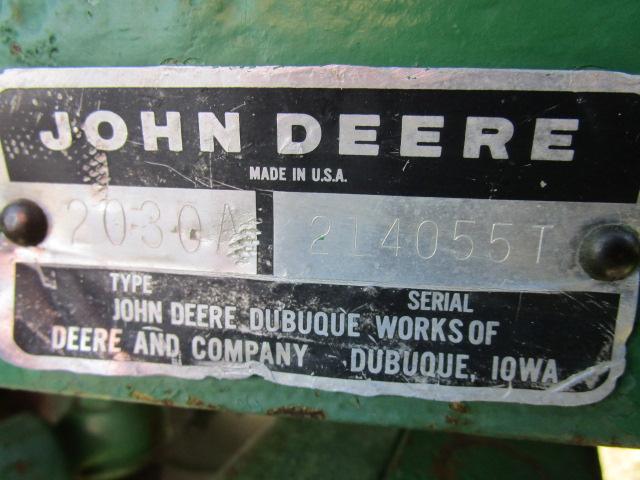 JOHN DEERE
MADE IN U.S.A.
2030A 214055T
TYPE SERIAL
JOHN DEERE DUBUQUE WORKS OF
DEERE AND COMPANY DUBUQUE, IOWA